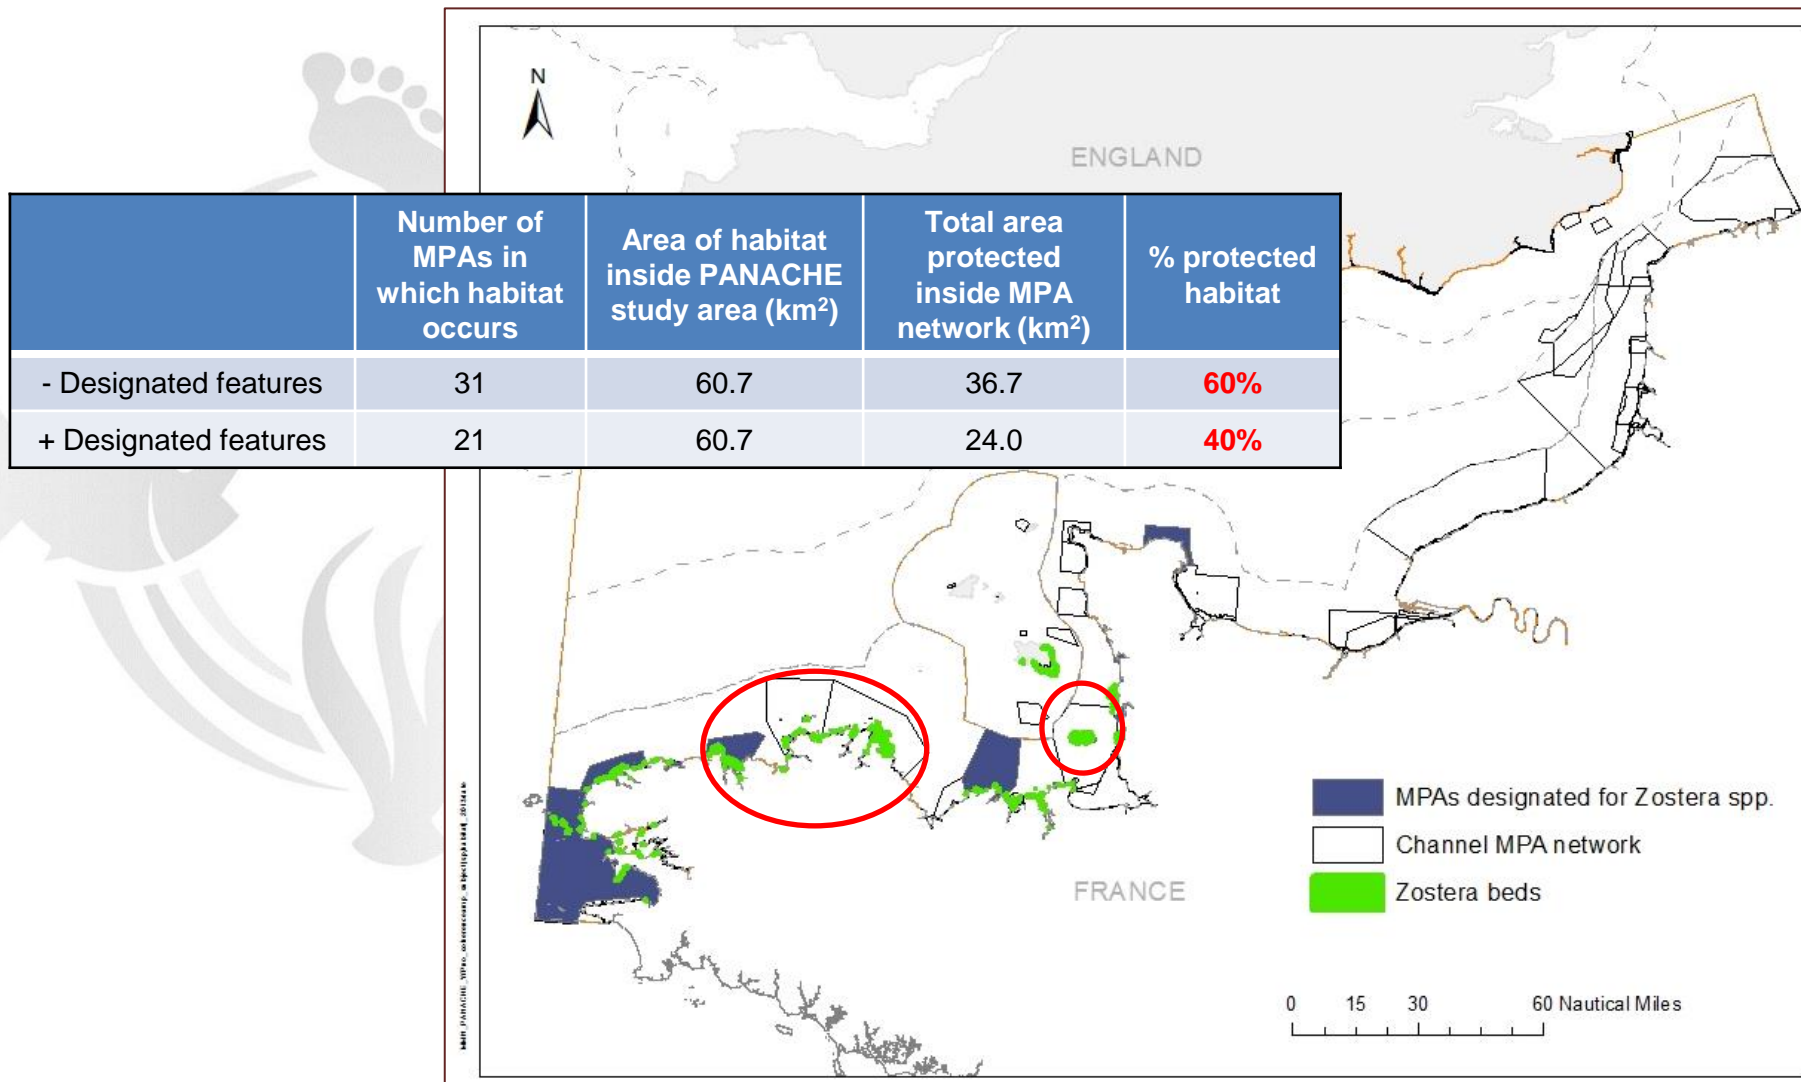 N
ENGLAND
Number of
MPAs in
which habitat
occurs
Area of habitat
inside PANACHE
study area (km²)
Total area
protected
inside MPA
network (km²)
% protected
habitat
- Designated features 31 60.7 36.7 60%
+ Designated features 21 60.7 24.0 40%
MPAs designated for Zostera spp.
Channel MPA network
Zostera beds
FRANCE
0 15 30 60 Nautical Miles